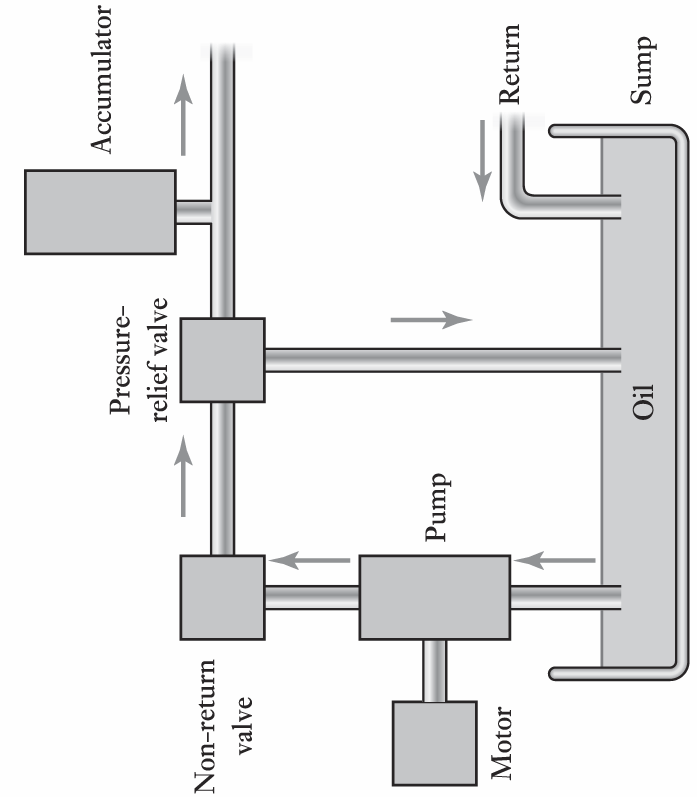 Accumulator
Pressure-
relief valve
Non-return
valve
Pump
Motor
Return
Oil
Sump